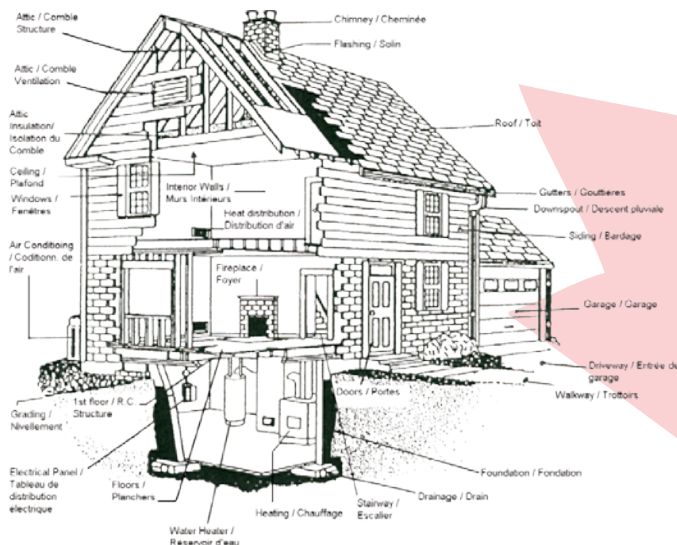 Attic / Comble
Structure
Chimney / Cheminée
Flashing / Solin
Attic / Comble
Ventilation
Attic
Insulation/
Isolation du
Comble
Roof / Toit
Ceiling /
Plafond
Windows /
Fenêtres
Interior Walls /
Murs Intérieurs
Heat distribution /
Distribution d'air
Gutters / Gouttières
Downspout / Descent pluviale
Siding / Bardage
Air Conditioing
/ Coditionn. de
l'air
Fireplace /
Foyer
Garage / Garage
Driveway / Entrée de
garage
Walkway / Trottoirs
Doors / Portes
Grading /
Nivellement
1st floor / R.C.
Structure
Electrical Panel /
Tableau de
distribution
electrique
Floors /
Planchers
Water Heater /
Réservoir d'eau
Heating / Chauffage
Stairway /
Escalier
Drainage / Drain
Foundation / Fondation